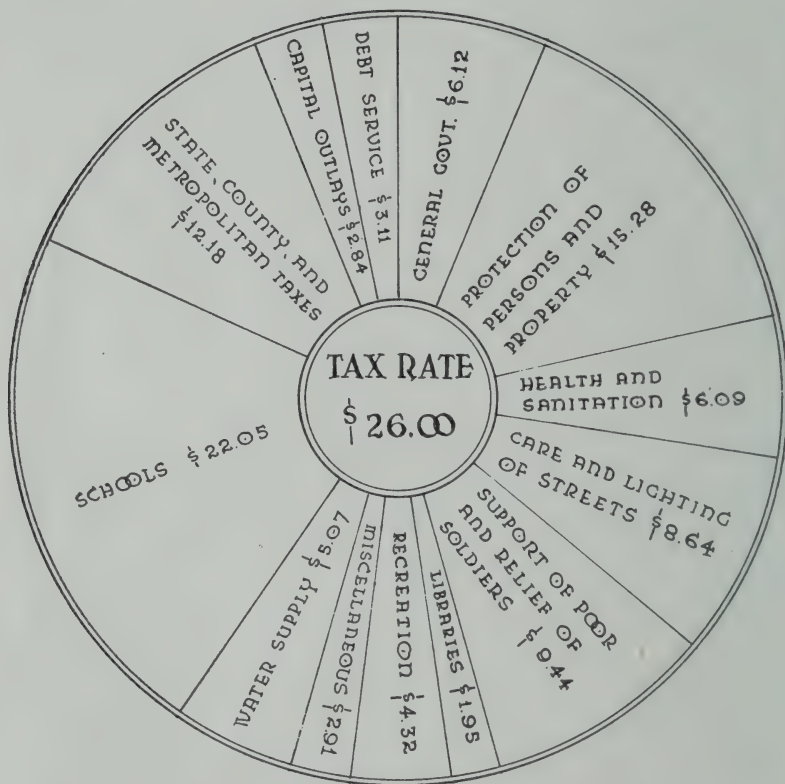 TAX RATE
$ 26.00
GENERAL GOVT. $6.12
PROTECTION OF
PERSONS AND
PROPERTY $15.28
HEALTH AND
SANITATION $6.09
CARE AND LIGHTING
OF STREETS $8.64
SUPPORT OF POOR
AND RELIEF OF
SOLDIERS $9.44
LIBRARIES $1.95
RECREATION $4.32
MISCELLANEOUS $2.91
WATER SUPPLY $5.07
SCHOOLS $22.05
STATE, COUNTY, AND
METROPOLITAN TAXES
$12.18
CAPITAL OUTLAYS $2.84
DEBT SERVICE $3.11